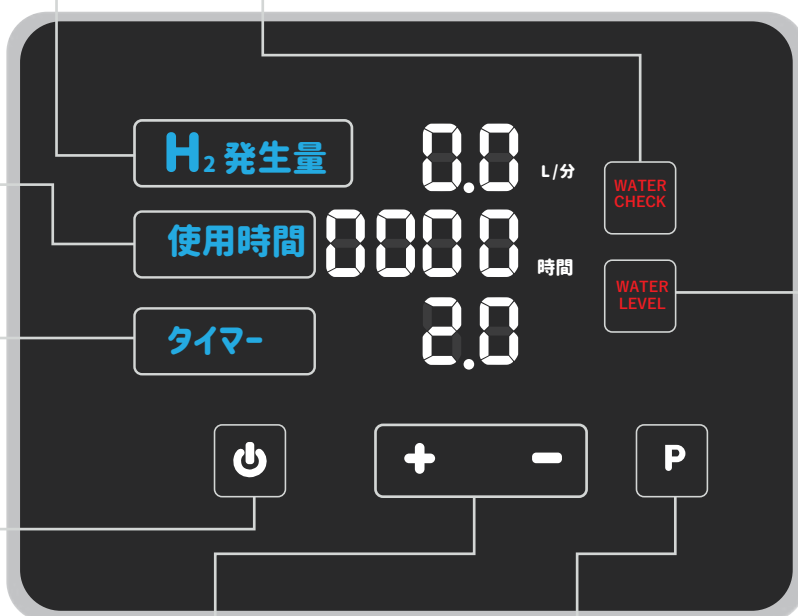 H₂ 発生量 0.0 L/分
WATER
CHECK
使用時間 0000 時間
WATER
LEVEL
タイマー 2.0
+ -
P